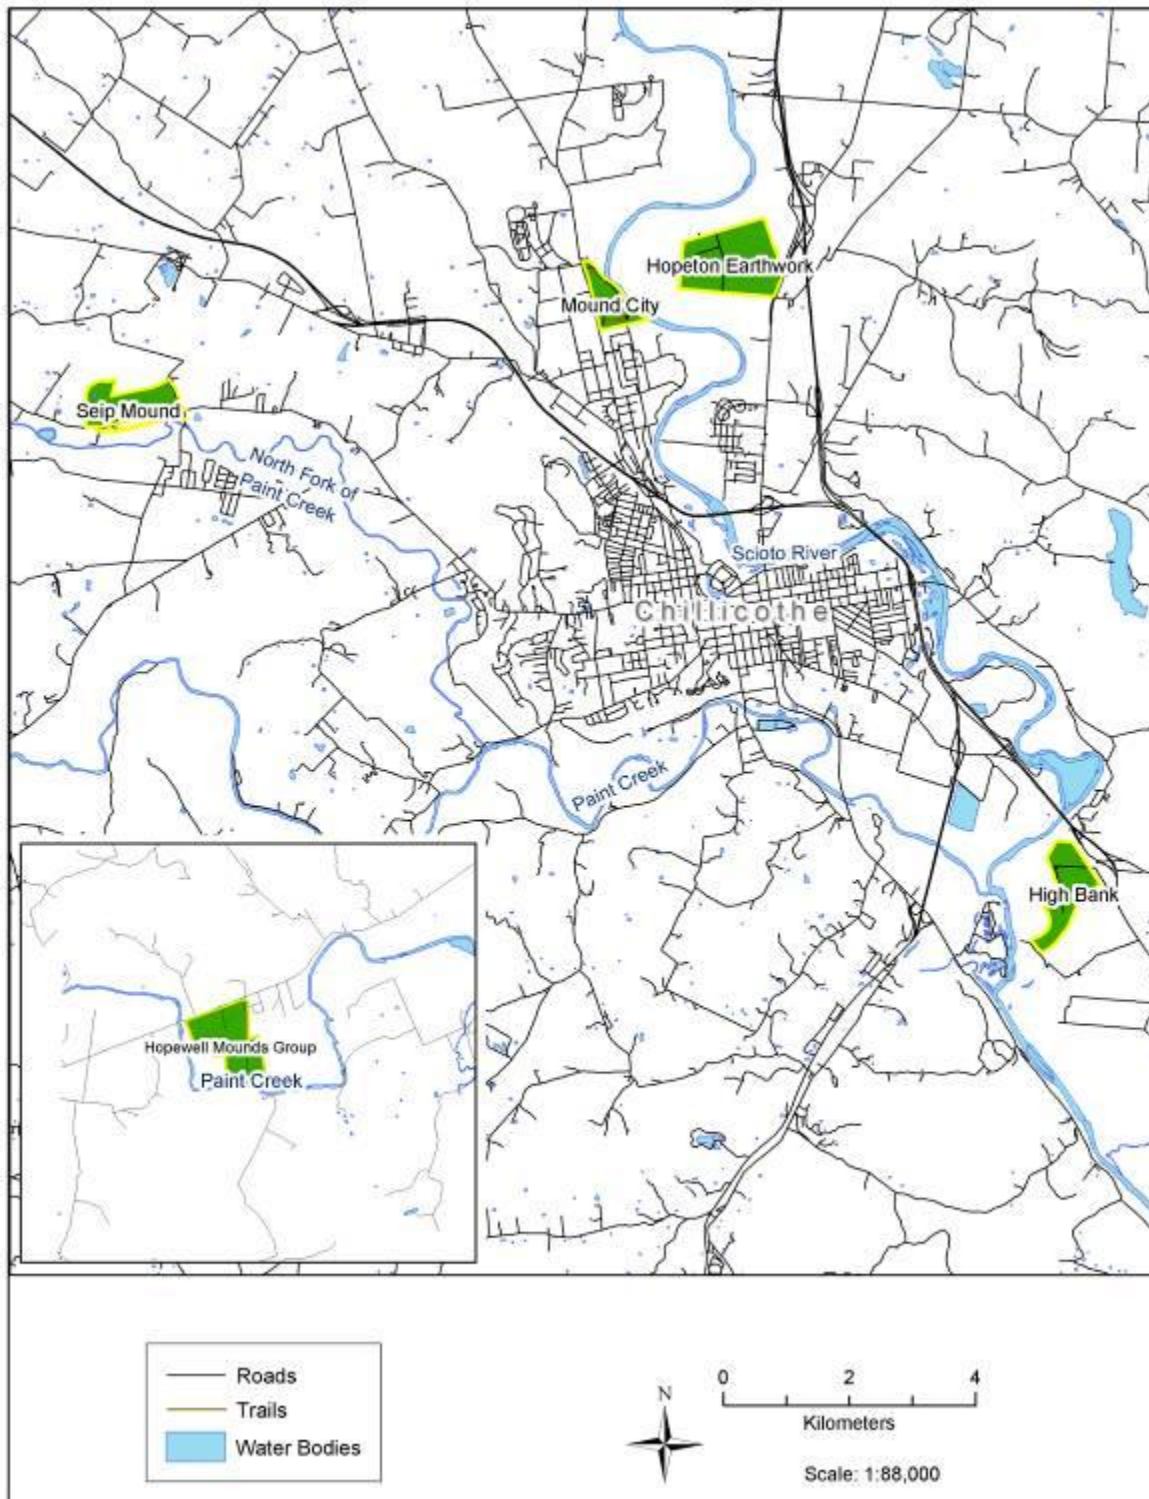 Hopeton Earthwork
Mound City
Seip Mound
North Fork of
Paint Creek
Scioto River
Chillicothe
Paint Creek
High Bank
Hopewell Mounds Group
Paint Creek
Roads
Trails
Water Bodies
N
0 2 4
Kilometers
Scale: 1:88,000